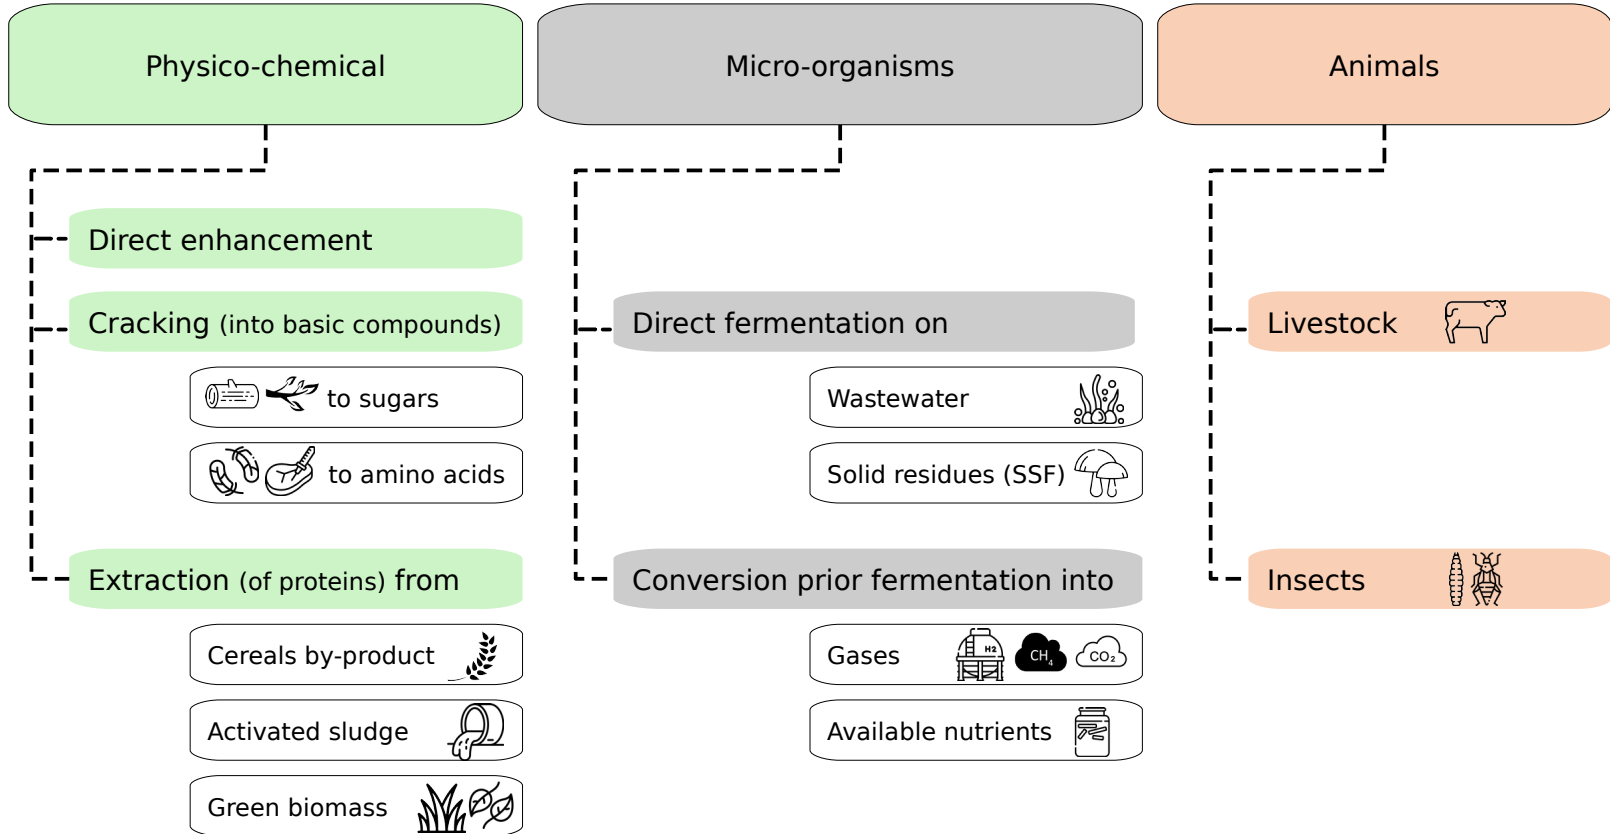 Physico-chemical
Direct enhancement
Cracking (into basic compounds)
to sugars
to amino acids
Extraction (of proteins) from
Cereals by-product
Activated sludge
Green biomass
Micro-organisms
Direct fermentation on
Wastewater
Solid residues (SSF)
Conversion prior fermentation into
Gases H2 CH4 CO2
Available nutrients
Animals
Livestock
Insects